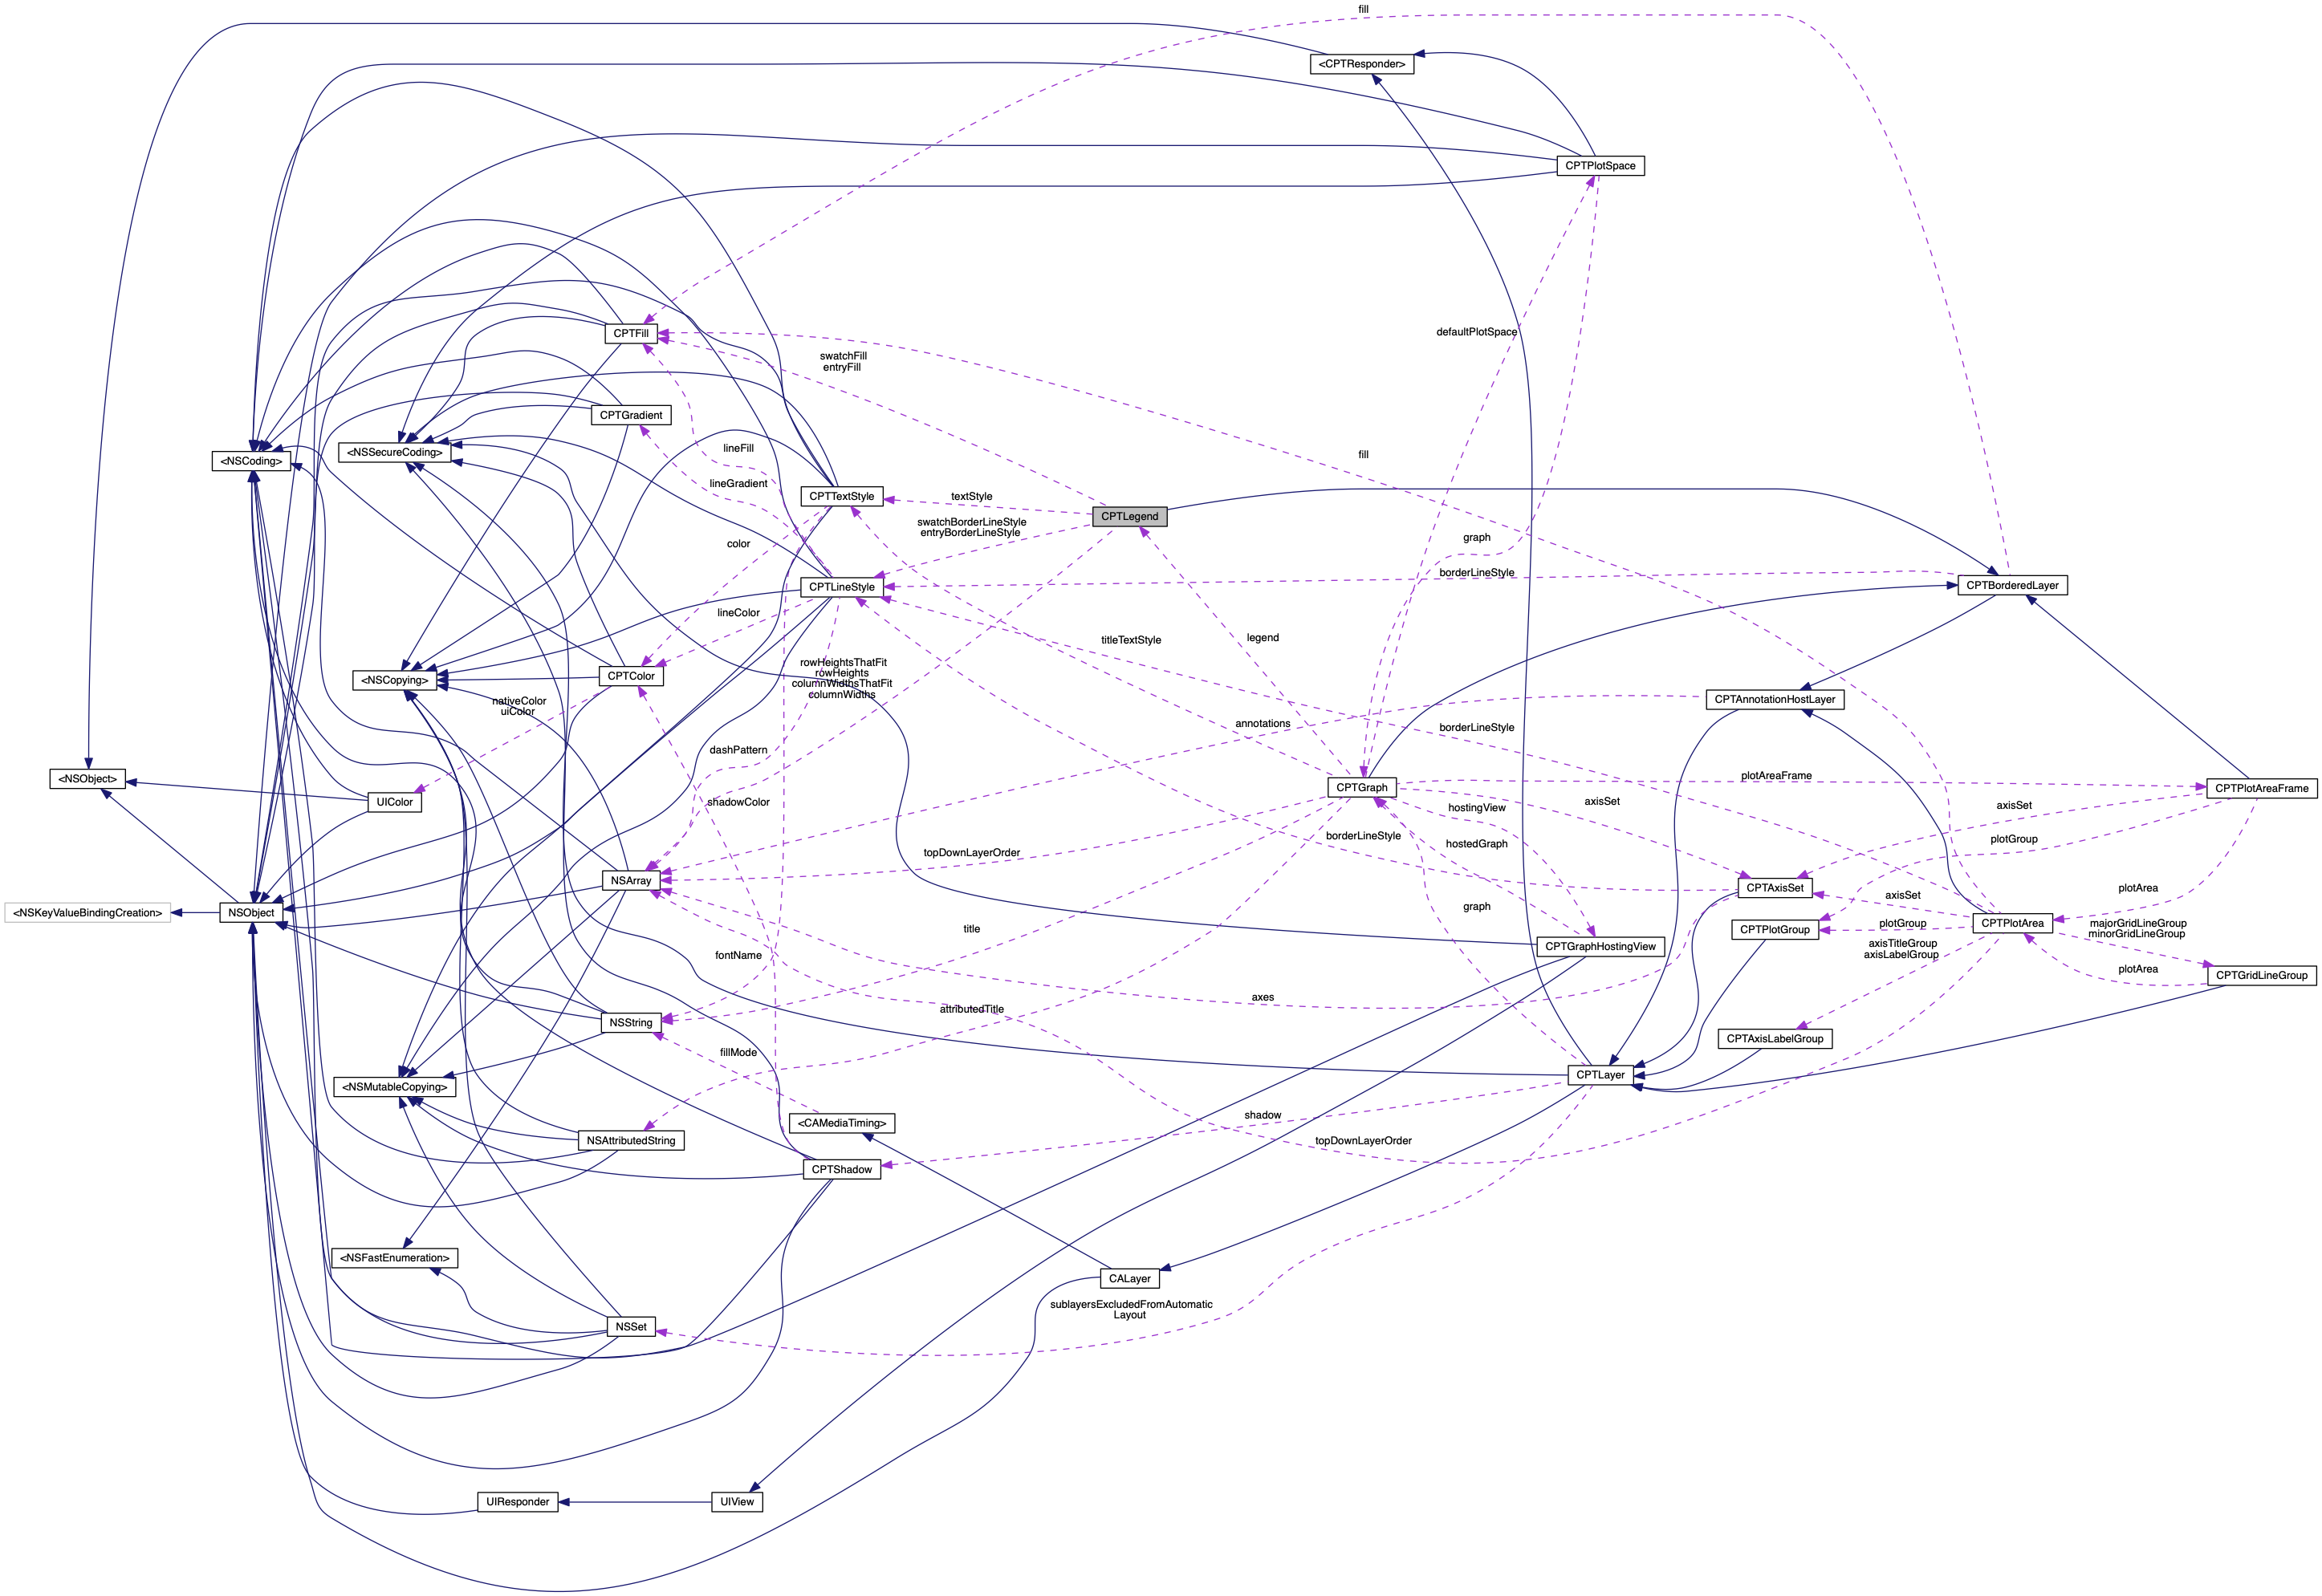 fill
<CPTResponder>
CPTPlotSpace
CPTFill
defaultPlotSpace
swatchFill
entryFill
CPTGradient
lineFill
<NSSecureCoding>
fill
<NSCoding>
lineGradient
CPTTextStyle
textStyle
CPTLegend
swatchBorderLineStyle
entryBorderLineStyle
graph
color
borderLineStyle
CPTBorderedLayer
CPTLineStyle
lineColor
legend
titleTextStyle
rowHeightsThatFit
rowHeights
columnWidthsThatFit
columnWidths
<NSCopying>
CPTColor
nativeColor
uiColor
CPTAnnotationHostLayer
annotations
borderLineStyle
dashPattern
<NSObject>
UIColor
shadowColor
CPTGraph
plotAreaFrame
CPTPlotAreaFrame
axisSet
hostingView
axisSet
borderLineStyle
hostedGraph
plotGroup
topDownLayerOrder
NSArray
CPTAxisSet
axisSet
plotArea
<NSKeyValueBindingCreation>
NSObject
graph
CPTPlotGroup
plotGroup
CPTPlotArea
majorGridLineGroup
minorGridLineGroup
title
CPTGraphHostingView
axisTitleGroup
axisLabelGroup
fontName
plotArea
CPTGridLineGroup
axes
attributedTitle
NSString
CPTAxisLabelGroup
fillMode
<NSMutableCopying>
CPTLayer
<CAMediaTiming>
shadow
NSAttributedString
topDownLayerOrder
CPTShadow
<NSFastEnumeration>
CALayer
sublayersExcludedFromAutomatic
Layout
NSSet
UIResponder
UIView